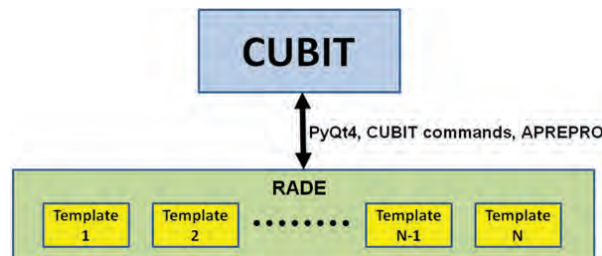 CUBIT
PyQt4, CUBIT commands, APREPRO
RADE
Template Template ........ Template Template
1 2 N-1 N